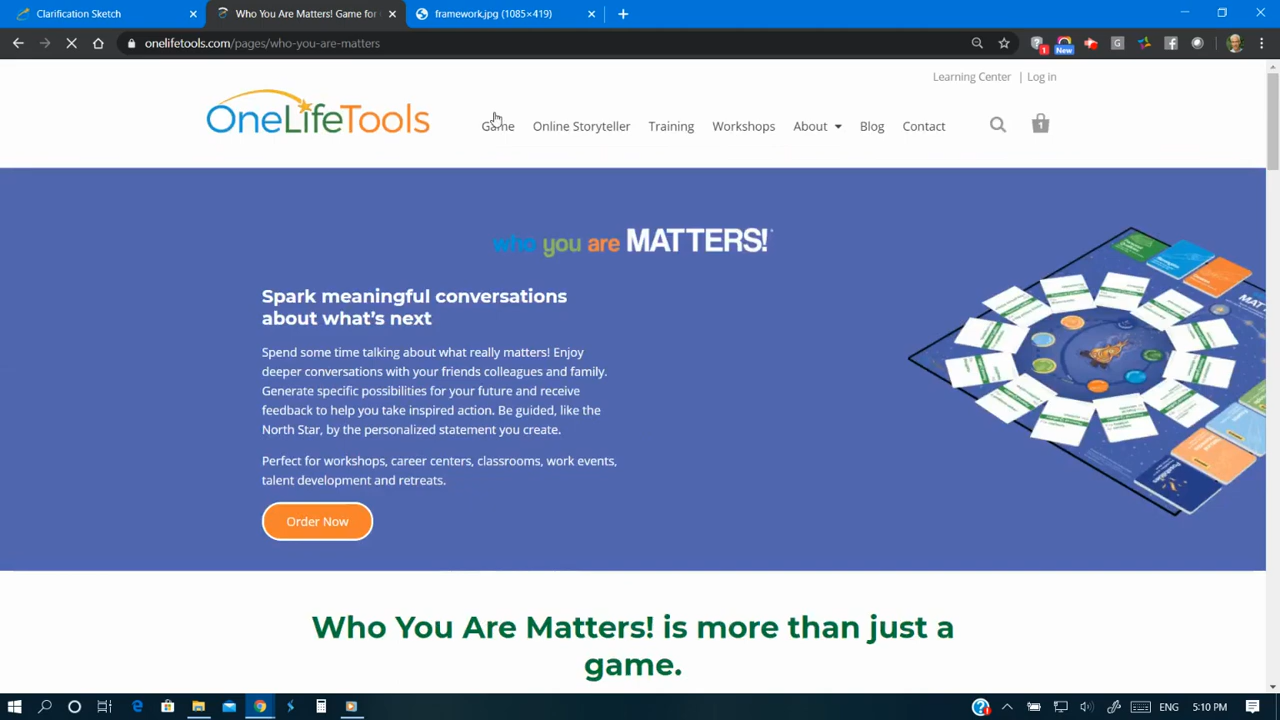 Clarification Sketch
Who You Are Matters! Game for
framework.jpg (1085×419)
onelifetools.com/pages/who-you-are-matters
1
New
Learning Center | Log in
OneLifeTools
Game
Online Storyteller
Training
Workshops
About
Blog
Contact
1
who you are MATTERS!
Spark meaningful conversations
about what's next
Spend some time talking about what really matters! Enjoy
deeper conversations with your friends colleagues and family.
Generate specific possibilities for your future and receive
feedback to help you take inspired action. Be guided, like the
North Star, by the personalized statement you create.
Perfect for workshops, career centers, classrooms, work events,
talent development and retreats.
Order Now
Who You Are Matters! is more than just a
game.
ENG
5:10 PM